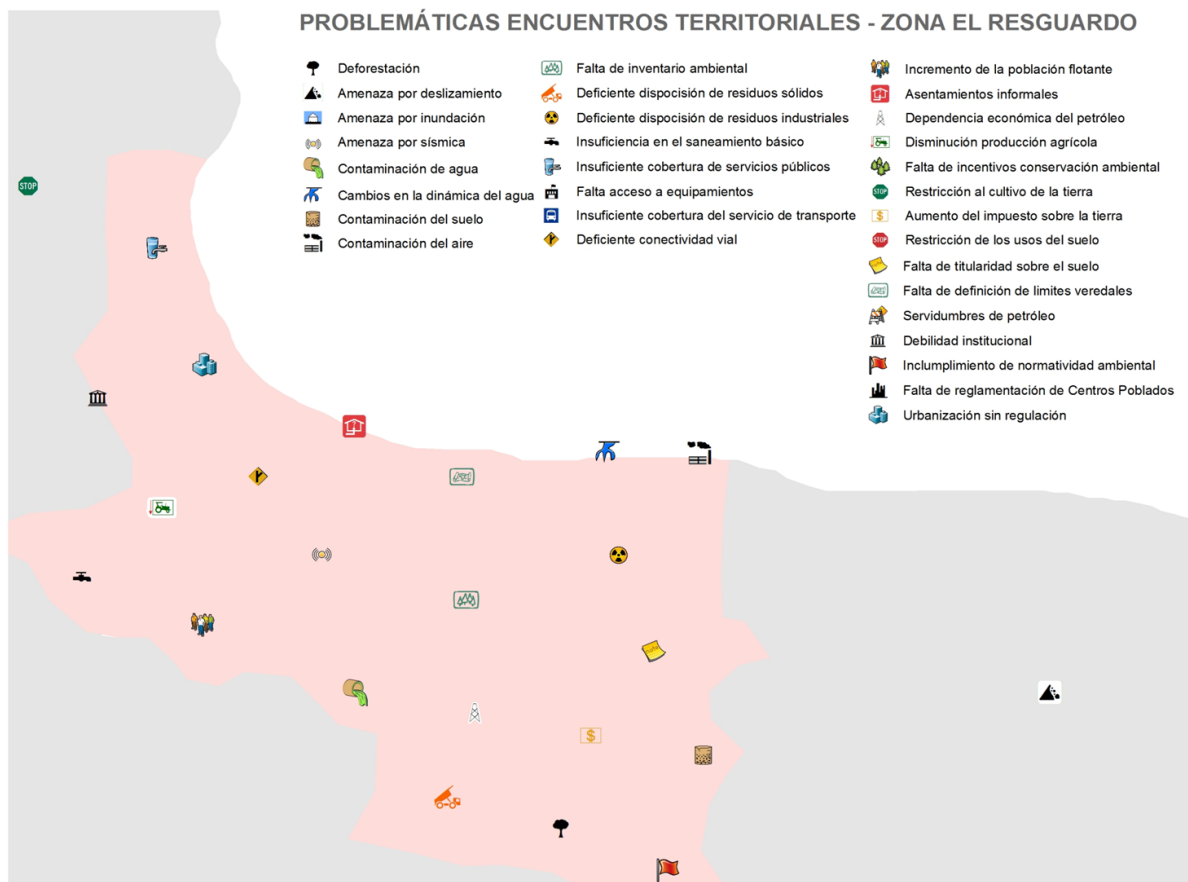 PROBLEMÁTICAS ENCUENTROS TERRITORIALES - ZONA EL RESGUARDO
Deforestación
Amenaza por deslizamiento
Amenaza por inundación
Amenaza por sísmica
Contaminación de agua
Cambios en la dinámica del agua
Contaminación del suelo
Contaminación del aire
Falta de inventario ambiental
Deficiente disposcisión de residuos sólidos
Deficiente disposcisión de residuos industriales
Insuficiencia en el saneamiento básico
Insuficiente cobertura de servicios públicos
Falta acceso a equipamientos
Insuficiente cobertura del servicio de transporte
Deficiente conectividad vial
Incremento de la población flotante
Asentamientos informales
Dependencia económica del petróleo
Disminución producción agrícola
Falta de incentivos conservación ambiental
STOP
Restricción al cultivo de la tierra
$
Aumento del impuesto sobre la tierra
STOP
Restricción de los usos del suelo
Falta de titularidad sobre el suelo
Falta de definición de limites veredales
Servidumbres de petróleo
Debilidad institucional
Inclumplimiento de normatividad ambiental
Falta de reglamentación de Centros Poblados
Urbanización sin regulación
STOP
$